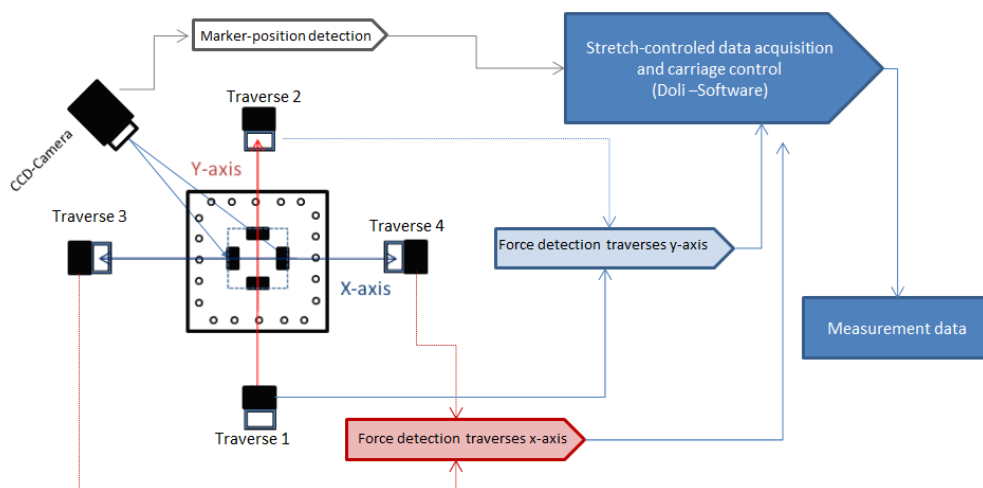 Marker-position detection
Stretch-controled data acquisition
and carriage control
(Doli –Software)
CCD-Camera
Traverse 2
Y-axis
Traverse 3
Traverse 4
X-axis
Force detection traverses y-axis
Measurement data
Traverse 1
Force detection traverses x-axis